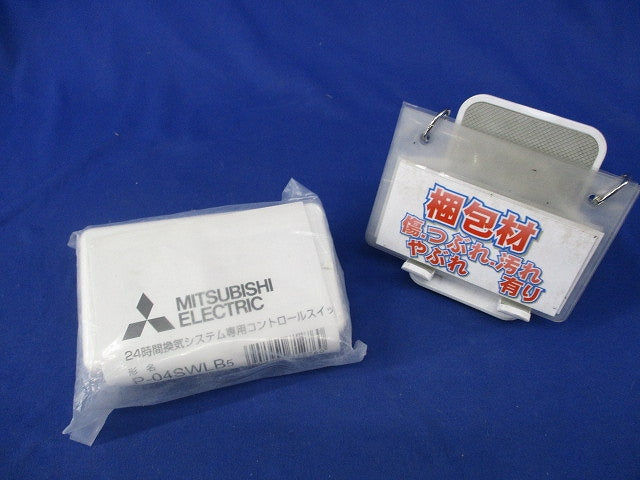 MITSUBISHI
ELECTRIC
24時間換気システム専用コントロールスイッ
形名
P-04SWLB5
梱包材
傷.つぶれ.汚れ
やぶれ 有り